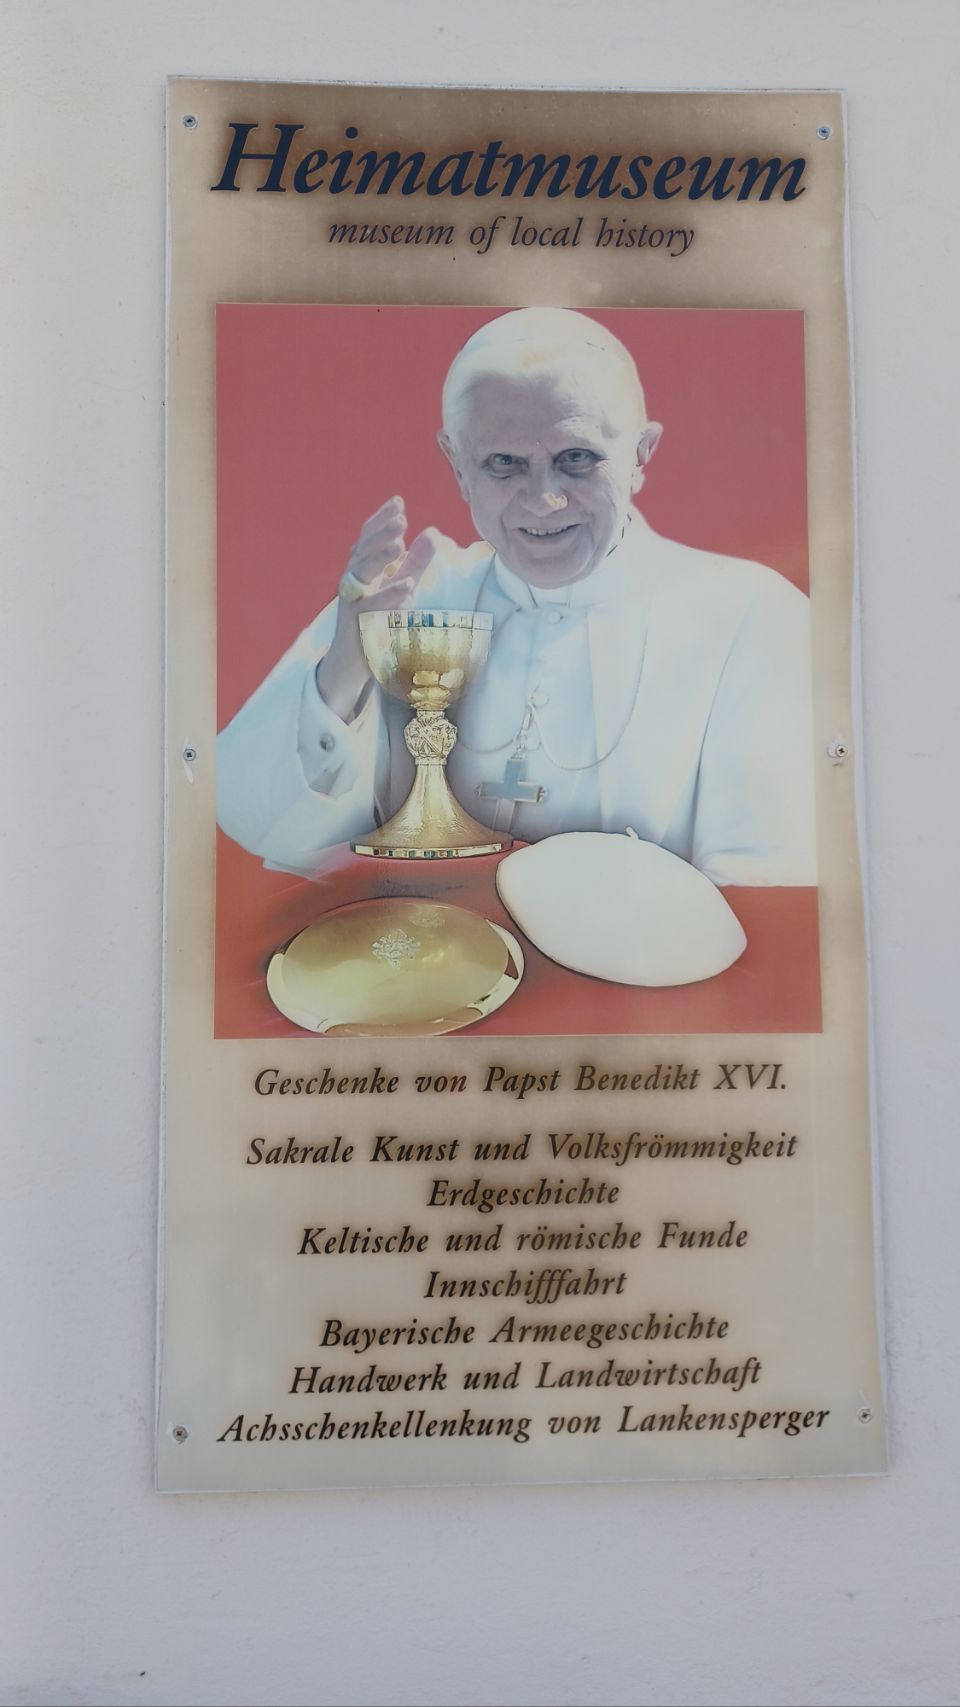 Heimatmuseum
museum of local history
Geschenke von Papst Benedikt XVI.
Sakrale Kunst und Volksfrömmigkeit
Erdgeschichte
Keltische und römische Funde
Innschifffahrt
Bayerische Armeegeschichte
Handwerk und Landwirtschaft
Achsschenkellenkung von Lankensperger